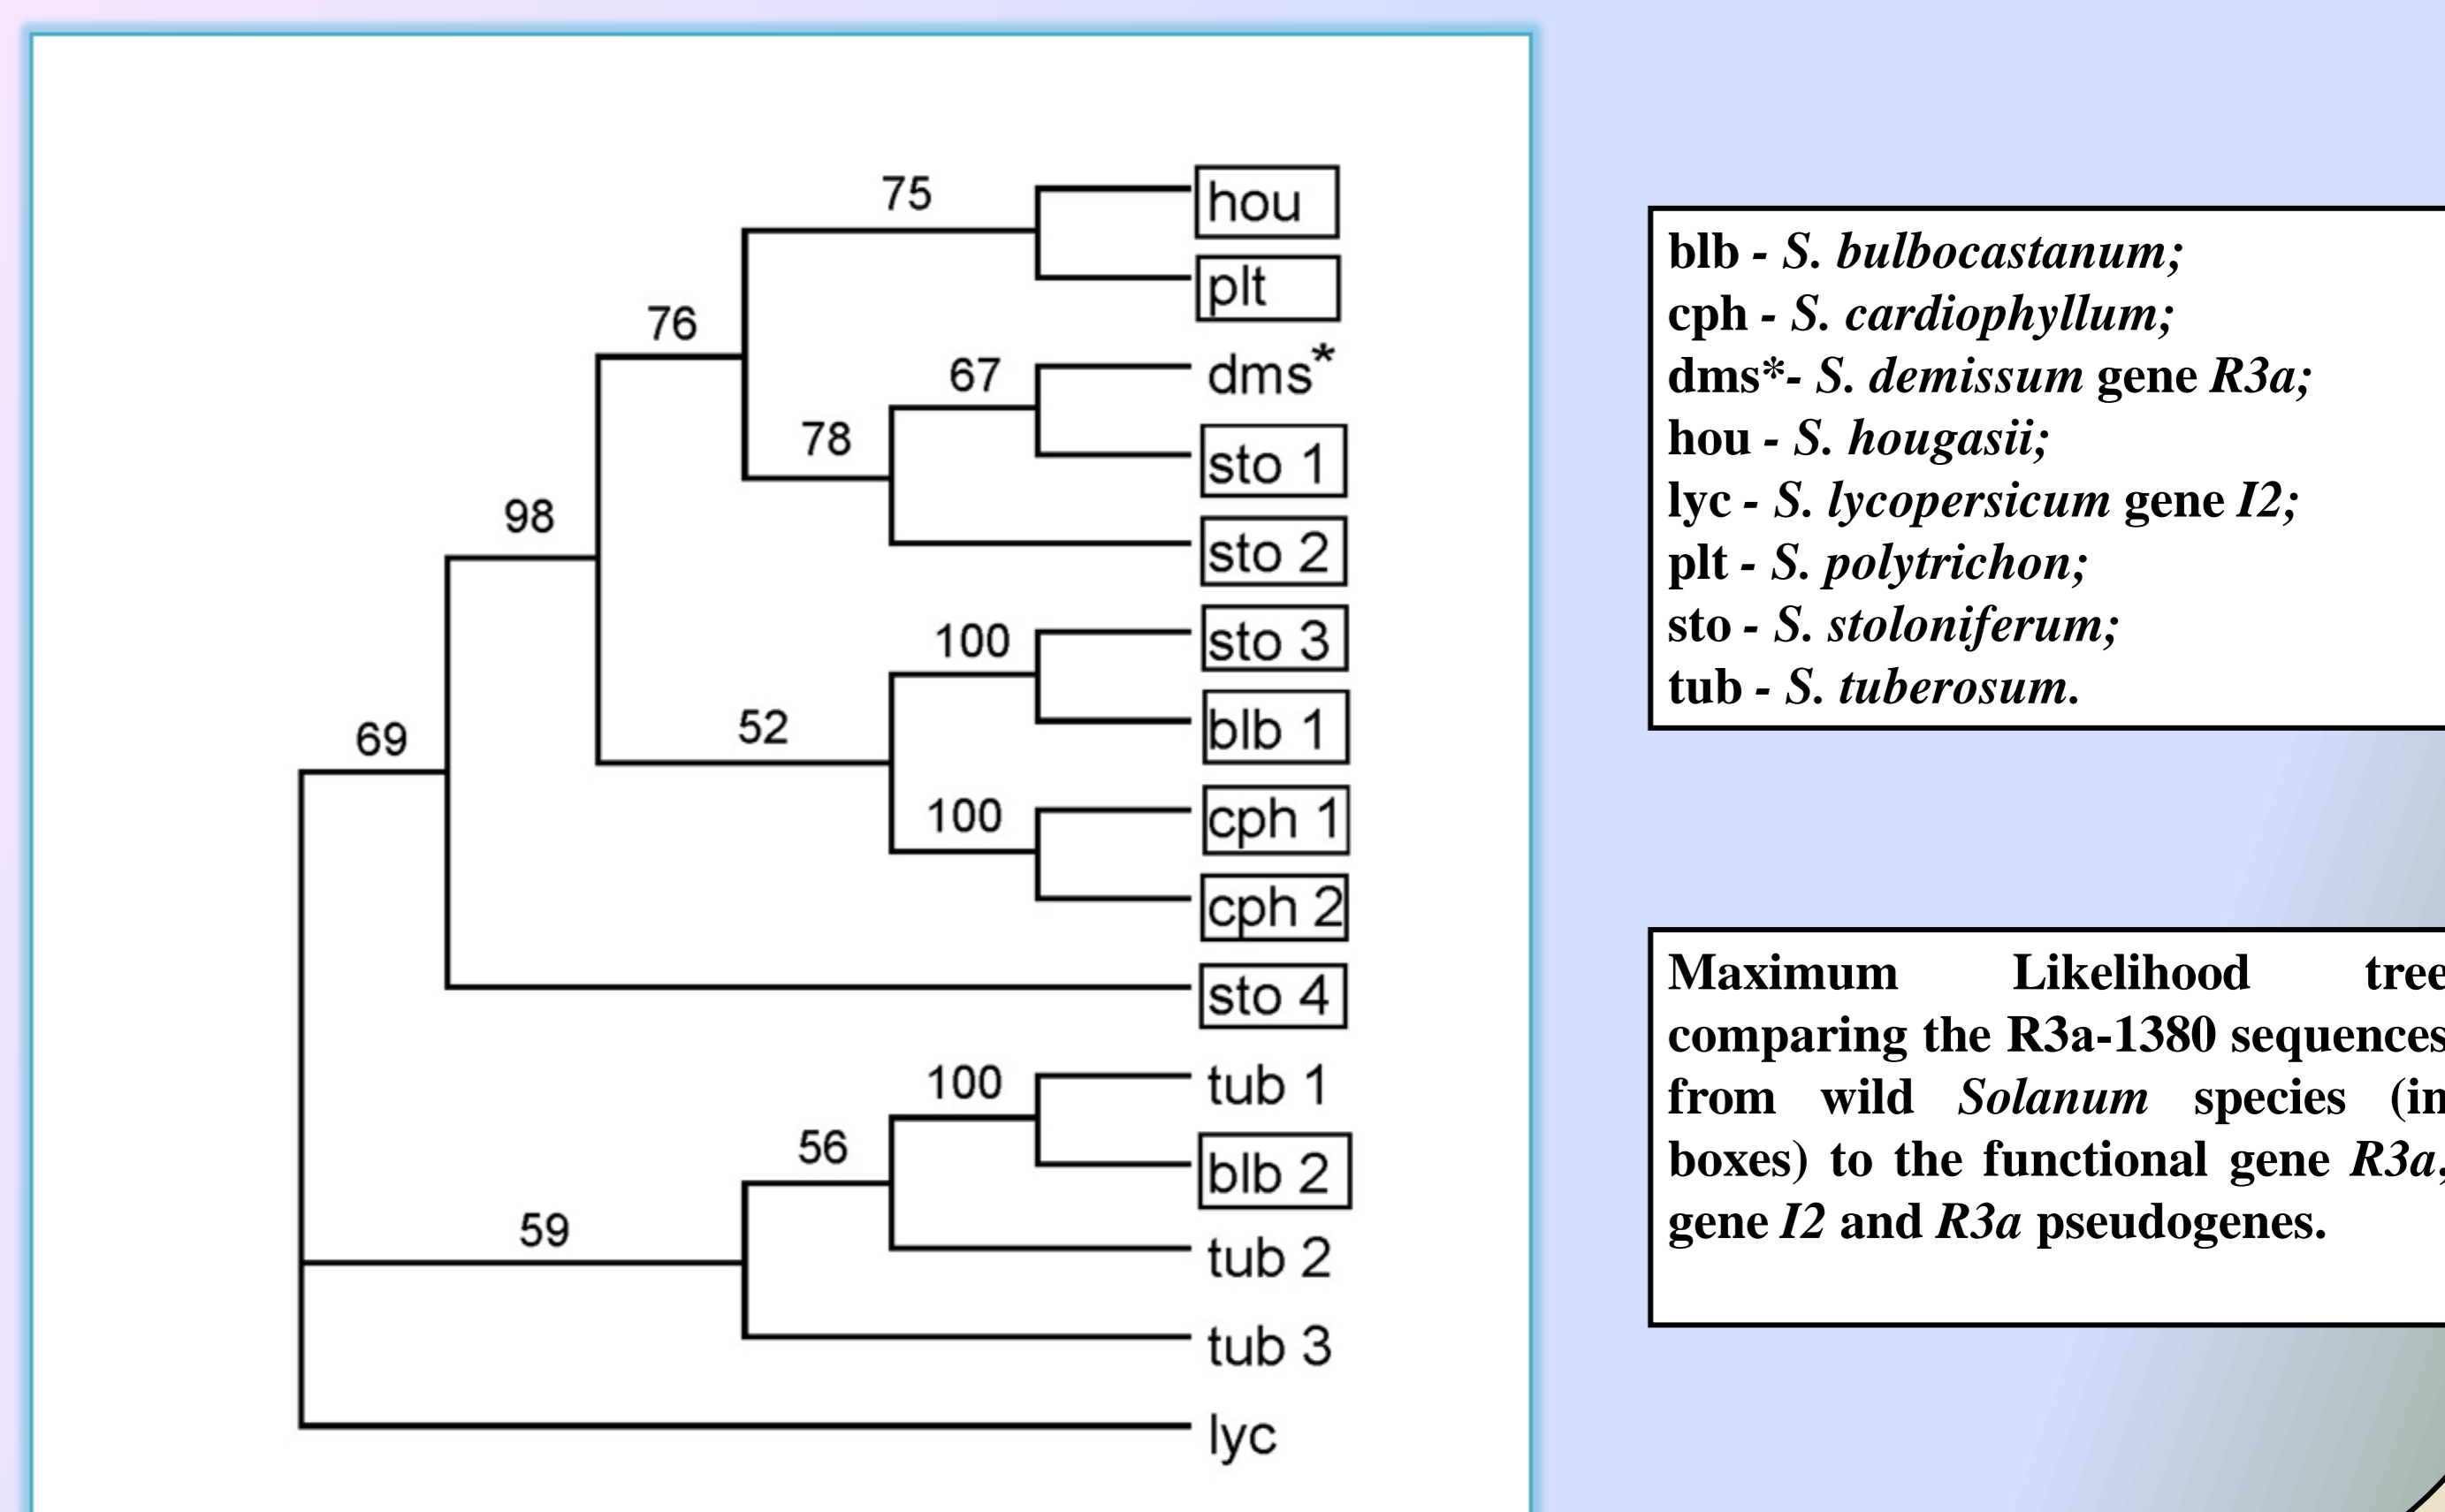 75
hou
plt
76
67
dms*
78
sto 1
98
sto 2
100
sto 3
52
blb 1
69
100
cph 1
cph 2
sto 4
100
tub 1
56
blb 2
59
tub 2
tub 3
lyc
blb - S. bulbocastanum;
cph - S. cardiophyllum;
dms*- S. demissum gene R3a;
hou - S. hougasii;
lyc - S. lycopersicum gene I2;
plt - S. polytrichon;
sto - S. stoloniferum;
tub - S. tuberosum.
Maximum Likelihood tree
comparing the R3a-1380 sequences
from wild Solanum species (in
boxes) to the functional gene R3a,
gene I2 and R3a pseudogenes.